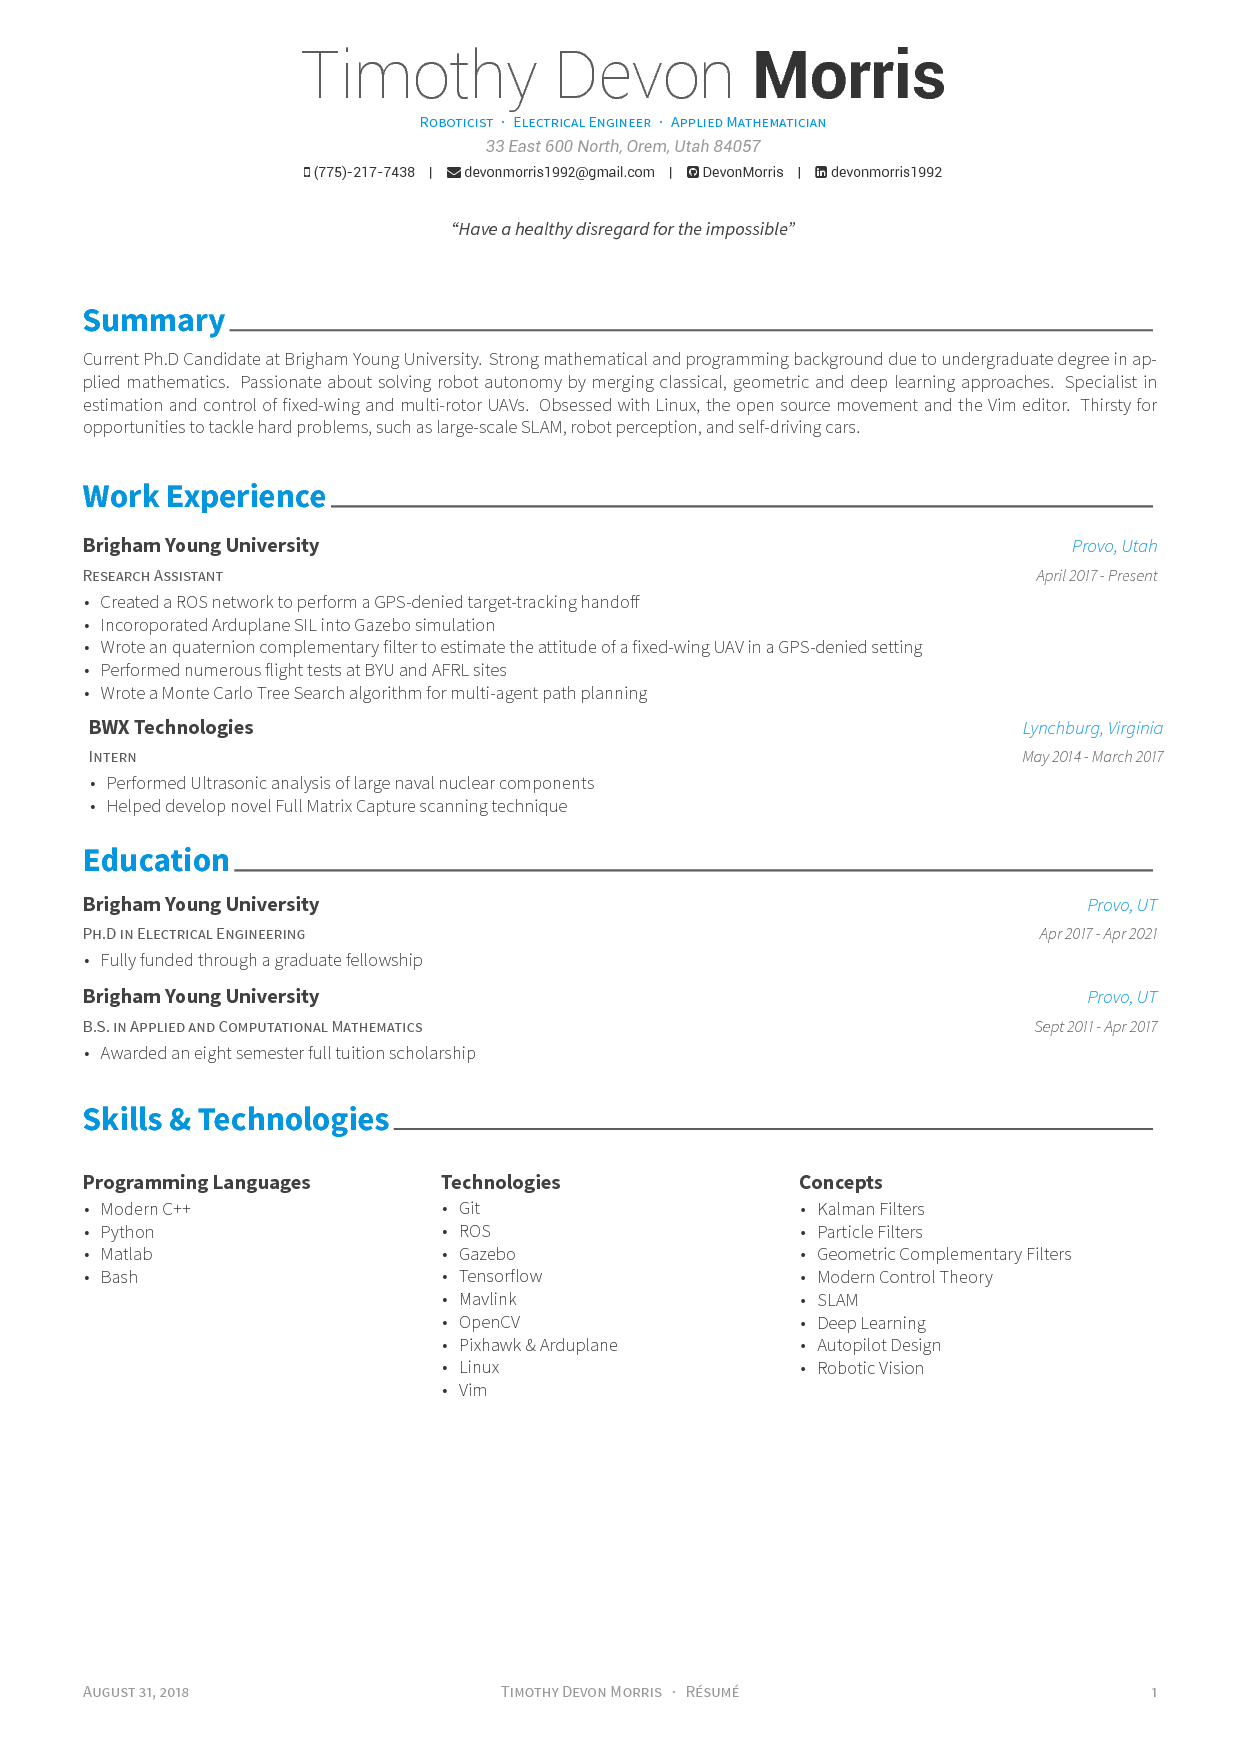 Timothy Devon Morris
Roboticist · Electrical Engineer · Applied Mathematician
33 East 600 North, Orem, Utah 84057
(775)-217-7438 | devonmorris1992@gmail.com | DevonMorris | devonmorris1992
“Have a healthy disregard for the impossible”
Summary
Current Ph.D Candidate at Brigham Young University. Strong mathematical and programming background due to undergraduate degree in ap-
plied mathematics. Passionate about solving robot autonomy by merging classical, geometric and deep learning approaches. Specialist in
estimation and control of fixed-wing and multi-rotor UAVs. Obsessed with Linux, the open source movement and the Vim editor. Thirsty for
opportunities to tackle hard problems, such as large-scale SLAM, robot perception, and self-driving cars.
Work Experience
Brigham Young University Provo, Utah
Research Assistant April 2017 - Present
• Created a ROS network to perform a GPS-denied target-tracking handoff
• Incoroporated Arduplane SIL into Gazebo simulation
• Wrote an quaternion complementary filter to estimate the attitude of a fixed-wing UAV in a GPS-denied setting
• Performed numerous flight tests at BYU and AFRL sites
• Wrote a Monte Carlo Tree Search algorithm for multi-agent path planning
BWX Technologies Lynchburg, Virginia
Intern May 2014 - March 2017
• Performed Ultrasonic analysis of large naval nuclear components
• Helped develop novel Full Matrix Capture scanning technique
Education
Brigham Young University Provo, UT
Ph.D in Electrical Engineering Apr 2017 - Apr 2021
• Fully funded through a graduate fellowship
Brigham Young University Provo, UT
B.S. in Applied and Computational Mathematics Sept 2011 - Apr 2017
• Awarded an eight semester full tuition scholarship
Skills & Technologies
Programming Languages
• Modern C++
• Python
• Matlab
• Bash
Technologies
• Git
• ROS
• Gazebo
• Tensorflow
• Mavlink
• OpenCV
• Pixhawk & Arduplane
• Linux
• Vim
Concepts
• Kalman Filters
• Particle Filters
• Geometric Complementary Filters
• Modern Control Theory
• SLAM
• Deep Learning
• Autopilot Design
• Robotic Vision
August 31, 2018 Timothy Devon Morris · Résumé 1